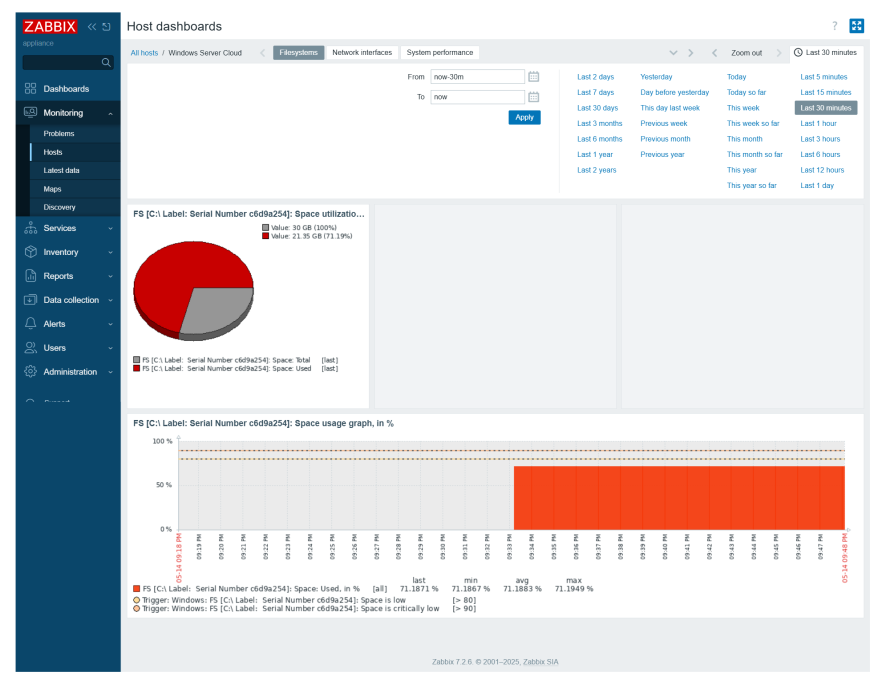 ZABBIX
Host dashboards
?
appliance
All hosts / Windows Server Cloud
Filesystems
Network interfaces
System performance
Zoom out
Last 30 minutes
Dashboards
Monitoring
Problems
Hosts
Latest data
Maps
Discovery
Services
Inventory
Reports
Data collection
Alerts
Users
Administration
From now-30m
To now
Apply
Last 2 days Yesterday Today Last 5 minutes
Last 7 days Day before yesterday Today so far Last 15 minutes
Last 30 days This day last week This week Last 30 minutes
Last 3 months Previous week This week so far Last 1 hour
Last 6 months Previous month This month Last 3 hours
Last 1 year Previous year This month so far Last 6 hours
Last 2 years This year Last 12 hours
This year so far Last 1 day
FS [C:\ Label: Serial Number c6d9a254]: Space utilizatio...
Value: 30 GB (100%)
Value: 21.35 GB (71.19%)
FS [C:\ Label: Serial Number c6d9a254]: Space: Total [last]
FS [C:\ Label: Serial Number c6d9a254]: Space: Used [last]
FS [C:\ Label: Serial Number c6d9a254]: Space usage graph, in %
100 %
50 %
0 %
05-14 09:18 PM
09:19 PM
09:20 PM
09:21 PM
09:22 PM
09:23 PM
09:24 PM
09:25 PM
09:26 PM
09:27 PM
09:28 PM
09:29 PM
09:30 PM
09:31 PM
09:32 PM
09:33 PM
09:34 PM
09:35 PM
09:36 PM
09:37 PM
09:38 PM
09:39 PM
09:40 PM
09:41 PM
09:42 PM
09:43 PM
09:44 PM
09:45 PM
09:46 PM
09:47 PM
05-14 09:48 PM
last min avg max
FS [C:\ Label: Serial Number c6d9a254]: Space: Used, in % [all] 71.1871 % 71.1867 % 71.1883 % 71.1949 %
Trigger: Windows: FS [C:\ Label: Serial Number c6d9a254]: Space is low [> 80]
Trigger: Windows: FS [C:\ Label: Serial Number c6d9a254]: Space is critically low [> 90]
Zabbix 7.2.6. © 2001–2025, Zabbix SIA